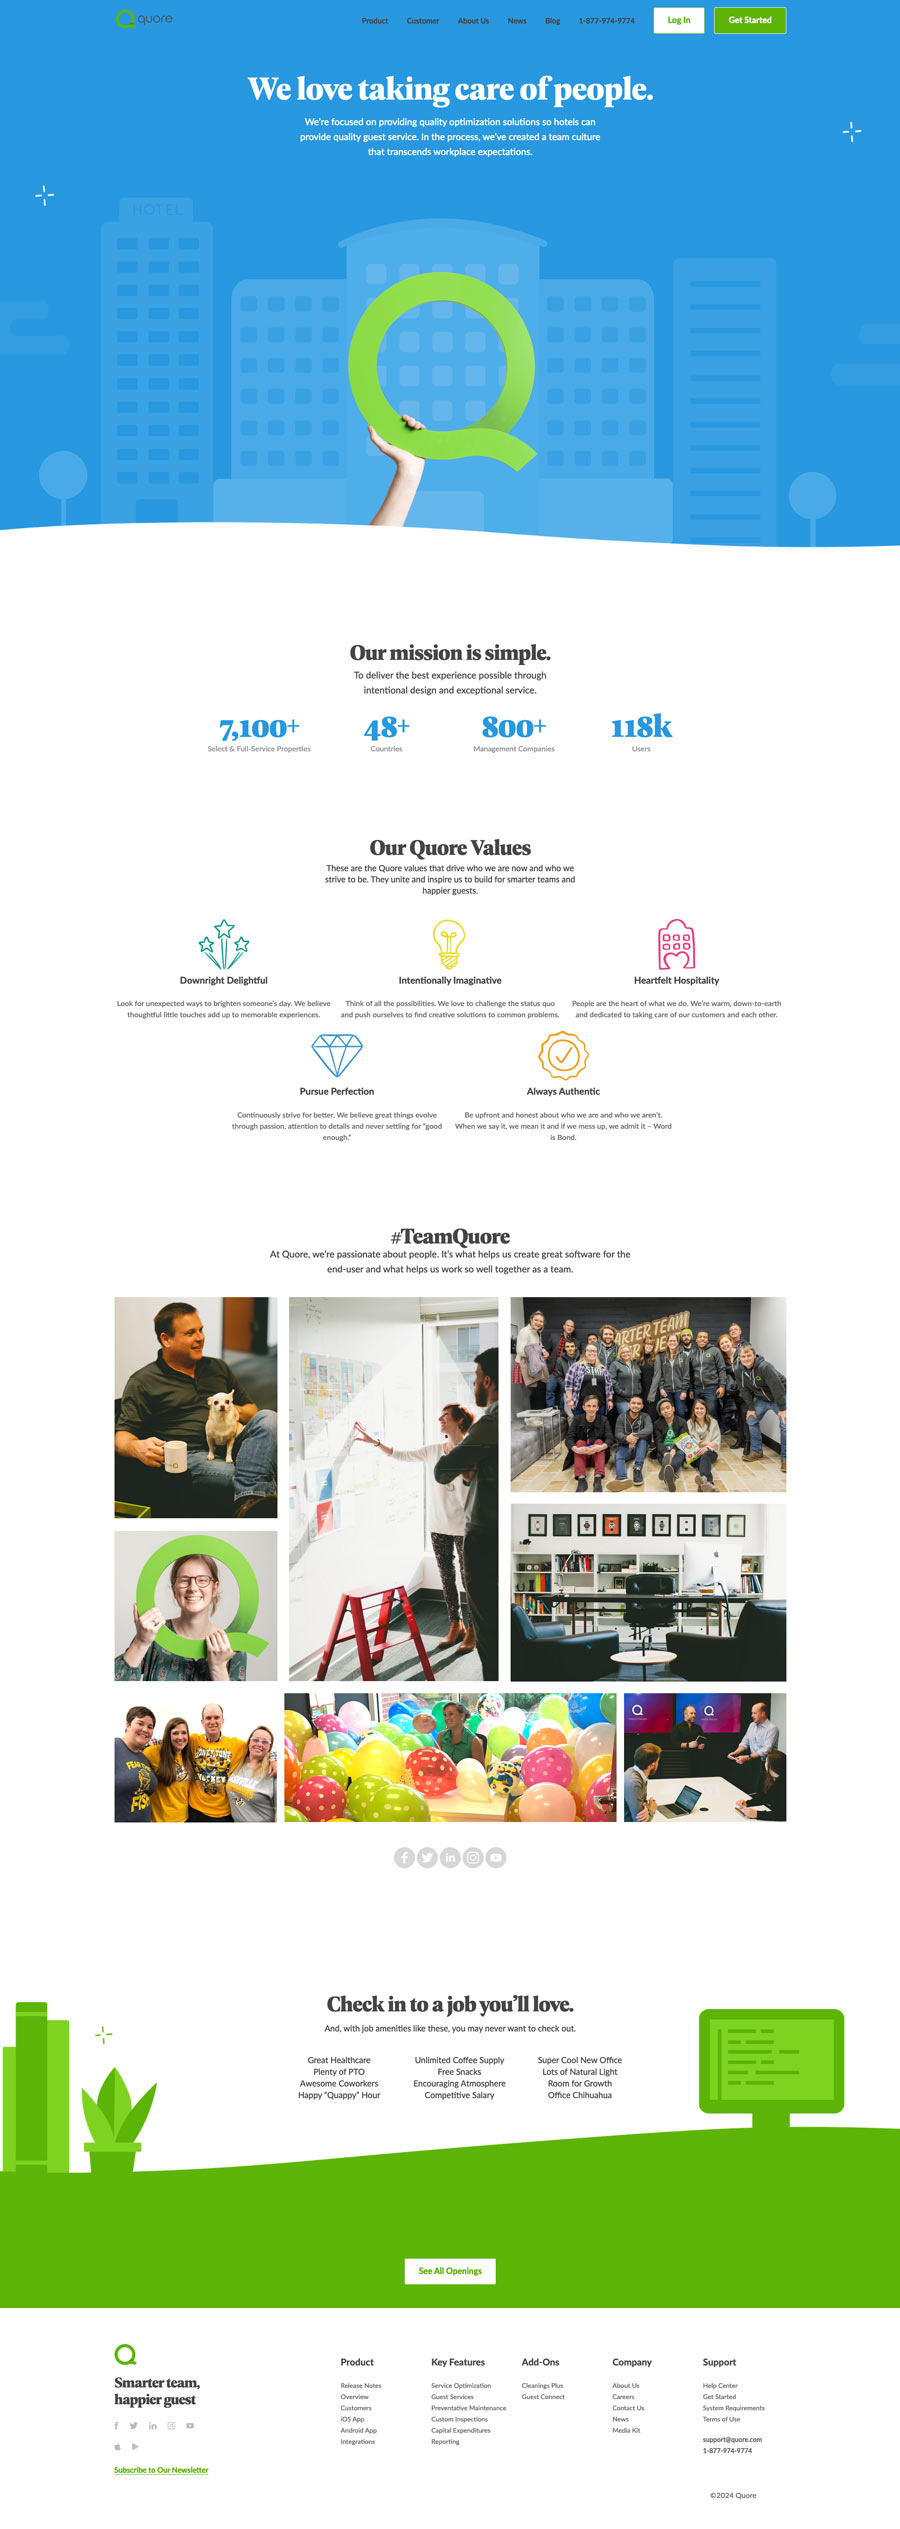 quore
Product Customer About Us News Blog 1-877-974-9774 Log In Get Started
We love taking care of people.
We're focused on providing quality optimization solutions so hotels can
provide quality guest service. In the process, we've created a team culture
that transcends workplace expectations.
HOTEL
Our mission is simple.
To deliver the best experience possible through
intentional design and exceptional service.
7,100+ 48+ 800+ 118k
Select & Full-Service Properties Countries Management Companies Users
Our Quore Values
These are the Quore values that drive who we are now and who we
strive to be. They unite and inspire us to build for smarter teams and
happier guests.
Downright Delightful
Look for unexpected ways to brighten someone's day. We believe
thoughtful little touches add up to memorable experiences.
Intentionally Imaginative
Think of all the possibilities. We love to challenge the status quo
and push ourselves to find creative solutions to common problems.
Heartfelt Hospitality
People are the heart of what we do. We're warm, down-to-earth
and dedicated to taking care of our customers and each other.
Pursue Perfection
Continuously strive for better. We believe great things evolve
through passion, attention to details and never settling for "good
enough."
Always Authentic
Be upfront and honest about who we are and who we aren't.
When we say it, we mean it and if we mess up, we admit it – Word
is Bond.
#TeamQuore
At Quore, we're passionate about people. It's what helps us create great software for the
end-user and what helps us work so well together as a team.
Check in to a job you'll love.
And, with job amenities like these, you may never want to check out.
Great Healthcare
Plenty of PTO
Awesome Coworkers
Happy "Quappy" Hour
Unlimited Coffee Supply
Free Snacks
Encouraging Atmosphere
Competitive Salary
Super Cool New Office
Lots of Natural Light
Room for Growth
Office Chihuahua
See All Openings
Smarter team,
happier guest
Subscribe to Our Newsletter
Product
Release Notes
Overview
Customers
iOS App
Android App
Integrations
Key Features
Service Optimization
Guest Services
Preventative Maintenance
Custom Inspections
Capital Expenditures
Reporting
Add-Ons
Cleanings Plus
Guest Connect
Company
About Us
Careers
Contact Us
News
Media Kit
Support
Help Center
Get Started
System Requirements
Terms of Use
support@quore.com
1-877-974-9774
©2024 Quore